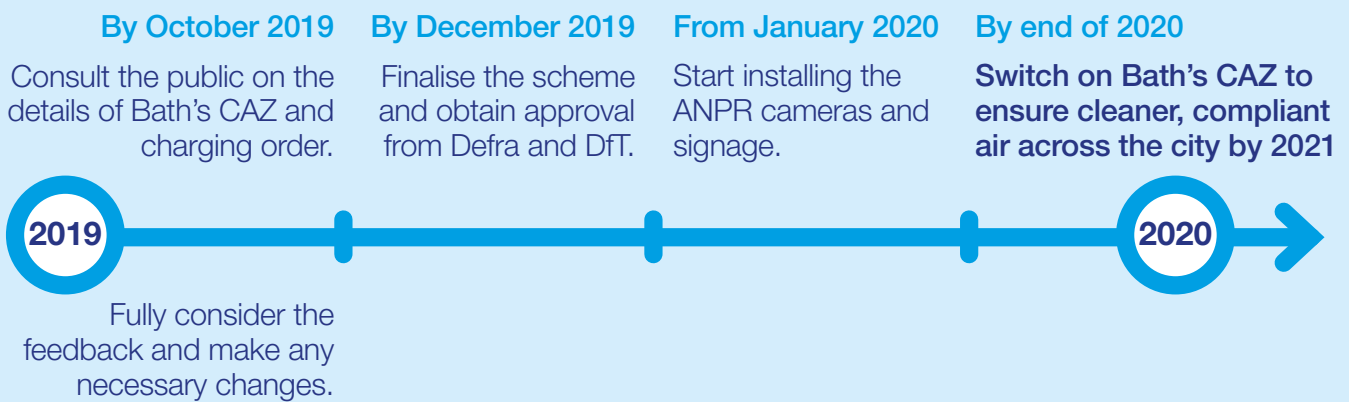 By October 2019
Consult the public on the
details of Bath's CAZ and
charging order.
By December 2019
Finalise the scheme
and obtain approval
from Defra and DfT.
From January 2020
Start installing the
ANPR cameras and
signage.
By end of 2020
Switch on Bath's CAZ to
ensure cleaner, compliant
air across the city by 2021
2019
2020
Fully consider the
feedback and make any
necessary changes.